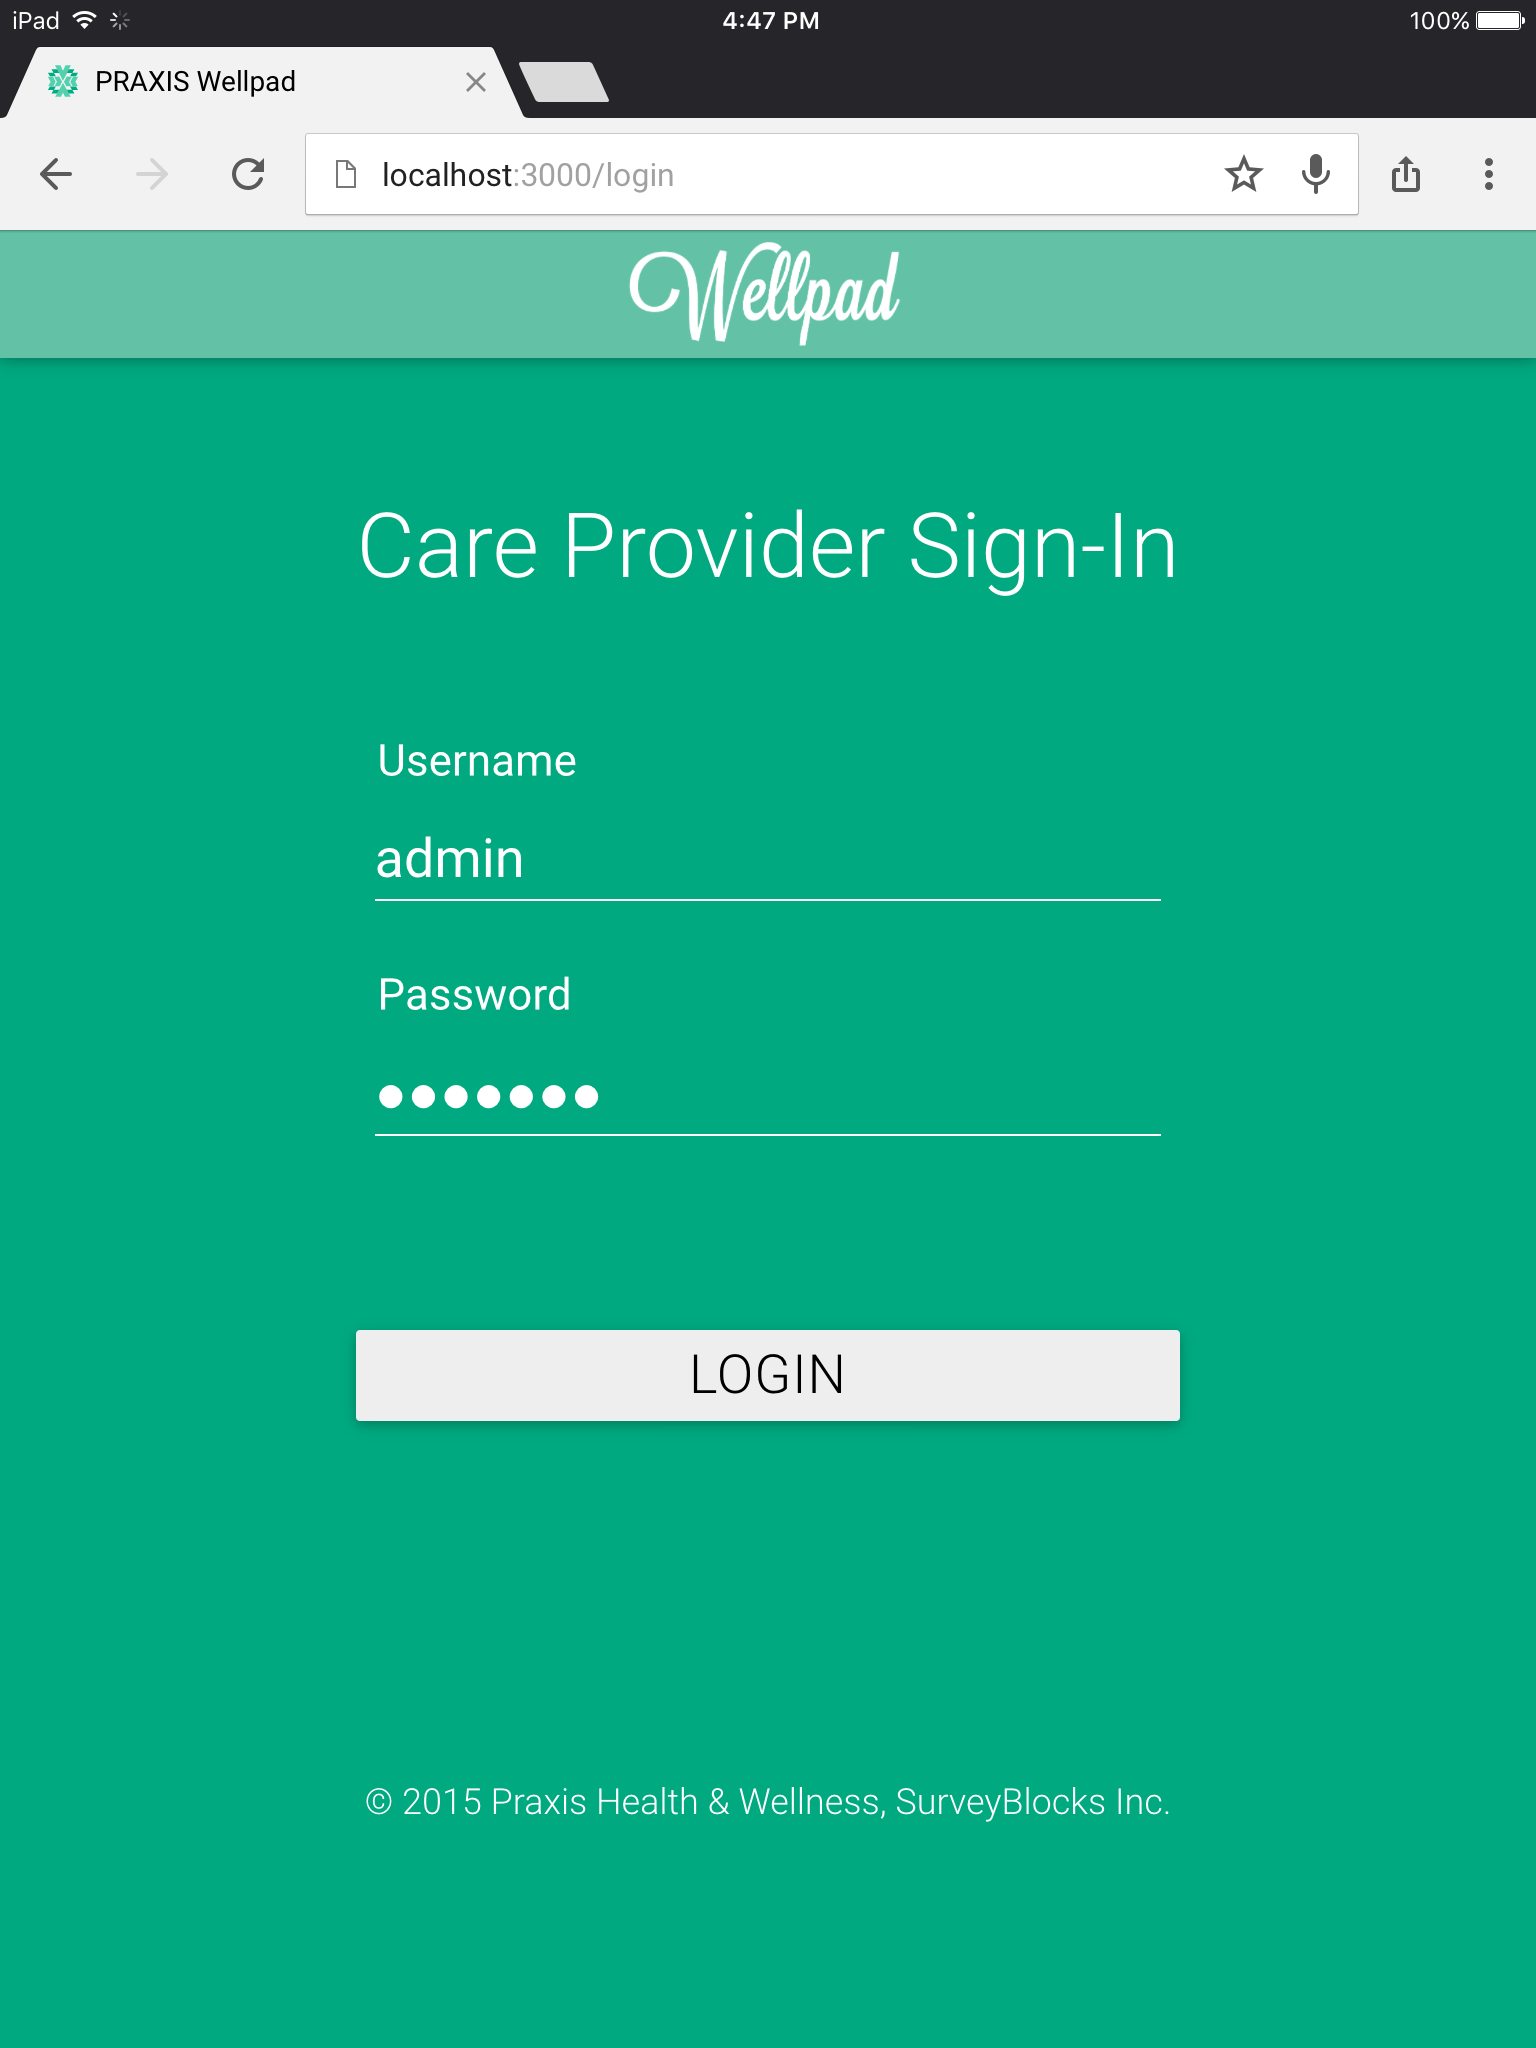 iPad 4:47 PM 100%
PRAXIS Wellpad
localhost:3000/login
Wellpad
Care Provider Sign-In
Username
admin
Password
•••••••
LOGIN
© 2015 Praxis Health & Wellness, SurveyBlocks Inc.